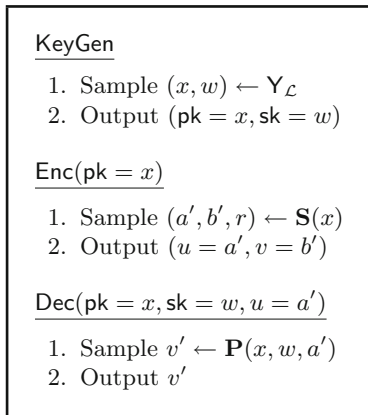 KeyGen
1. Sample (x, w) ← Y_ℒ
2. Output (pk = x, sk = w)
Enc(pk = x)
1. Sample (a′, b′, r) ← S(x)
2. Output (u = a′, v = b′)
Dec(pk = x, sk = w, u = a′)
1. Sample v′ ← P(x, w, a′)
2. Output v′